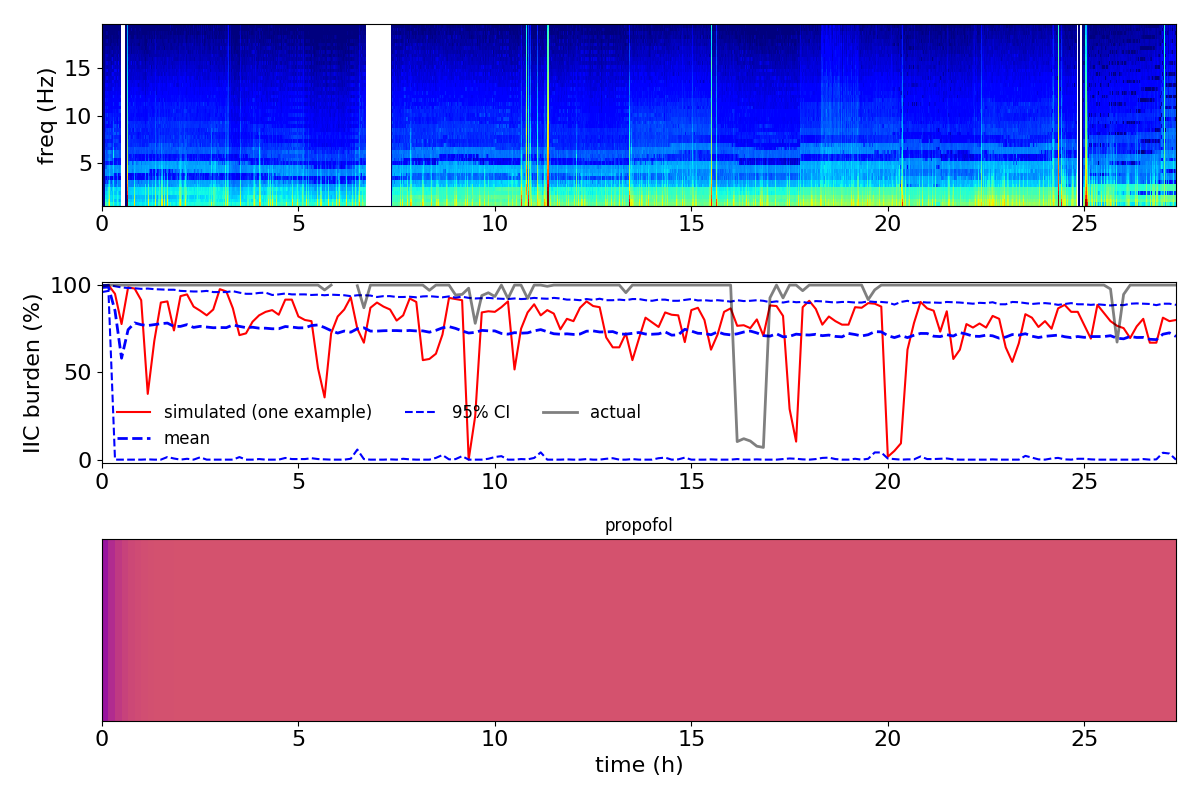 freq (Hz)
15
10
5
0 5 10 15 20 25
IIC burden (%)
100
50
0
simulated (one example) 95% CI actual
mean
0 5 10 15 20 25
propofol
0 5 10 15 20 25
time (h)